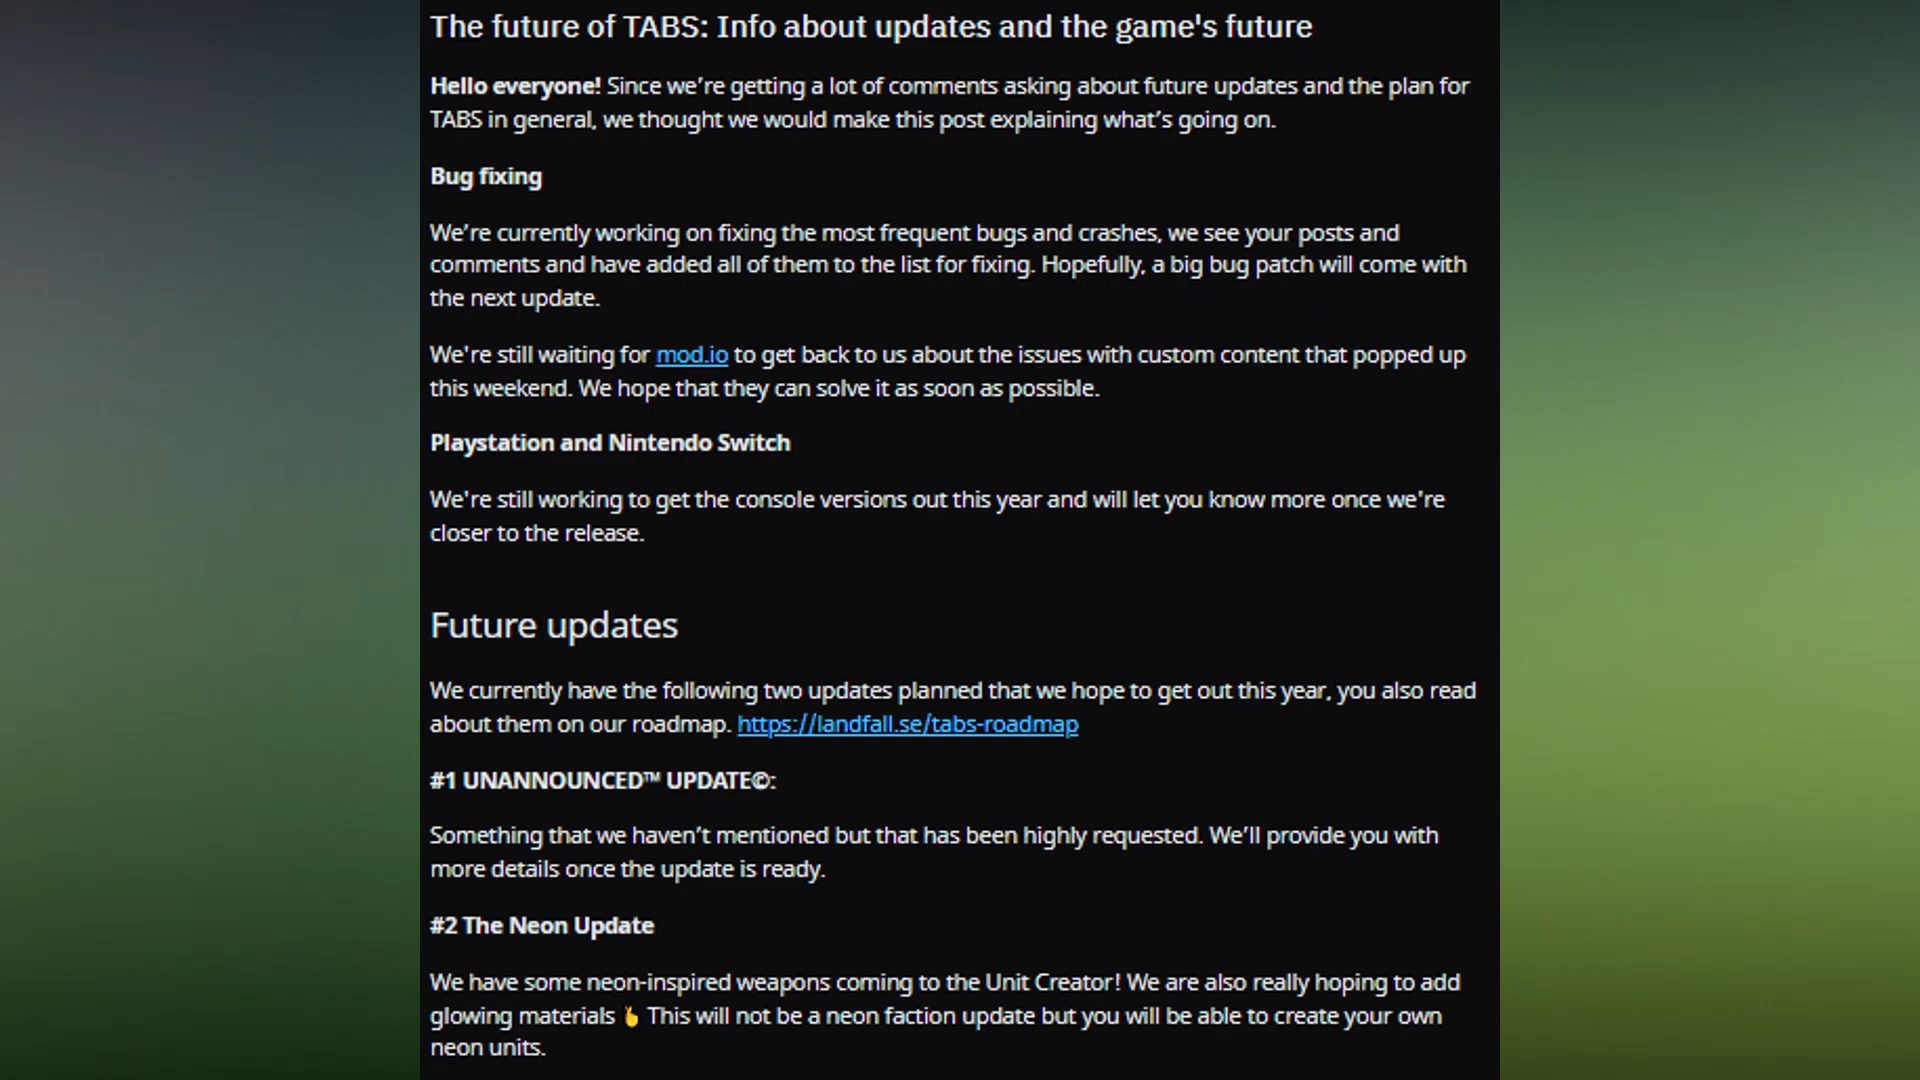 The future of TABS: Info about updates and the game's future
Hello everyone! Since we’re getting a lot of comments asking about future updates and the plan for
TABS in general, we thought we would make this post explaining what’s going on.
Bug fixing
We’re currently working on fixing the most frequent bugs and crashes, we see your posts and
comments and have added all of them to the list for fixing. Hopefully, a big bug patch will come with
the next update.
We're still waiting for mod.io to get back to us about the issues with custom content that popped up
this weekend. We hope that they can solve it as soon as possible.
Playstation and Nintendo Switch
We're still working to get the console versions out this year and will let you know more once we're
closer to the release.
Future updates
We currently have the following two updates planned that we hope to get out this year, you also read
about them on our roadmap. https://landfall.se/tabs-roadmap
#1 UNANNOUNCED™ UPDATE©:
Something that we haven’t mentioned but that has been highly requested. We’ll provide you with
more details once the update is ready.
#2 The Neon Update
We have some neon-inspired weapons coming to the Unit Creator! We are also really hoping to add
glowing materials 🤞 This will not be a neon faction update but you will be able to create your own
neon units.